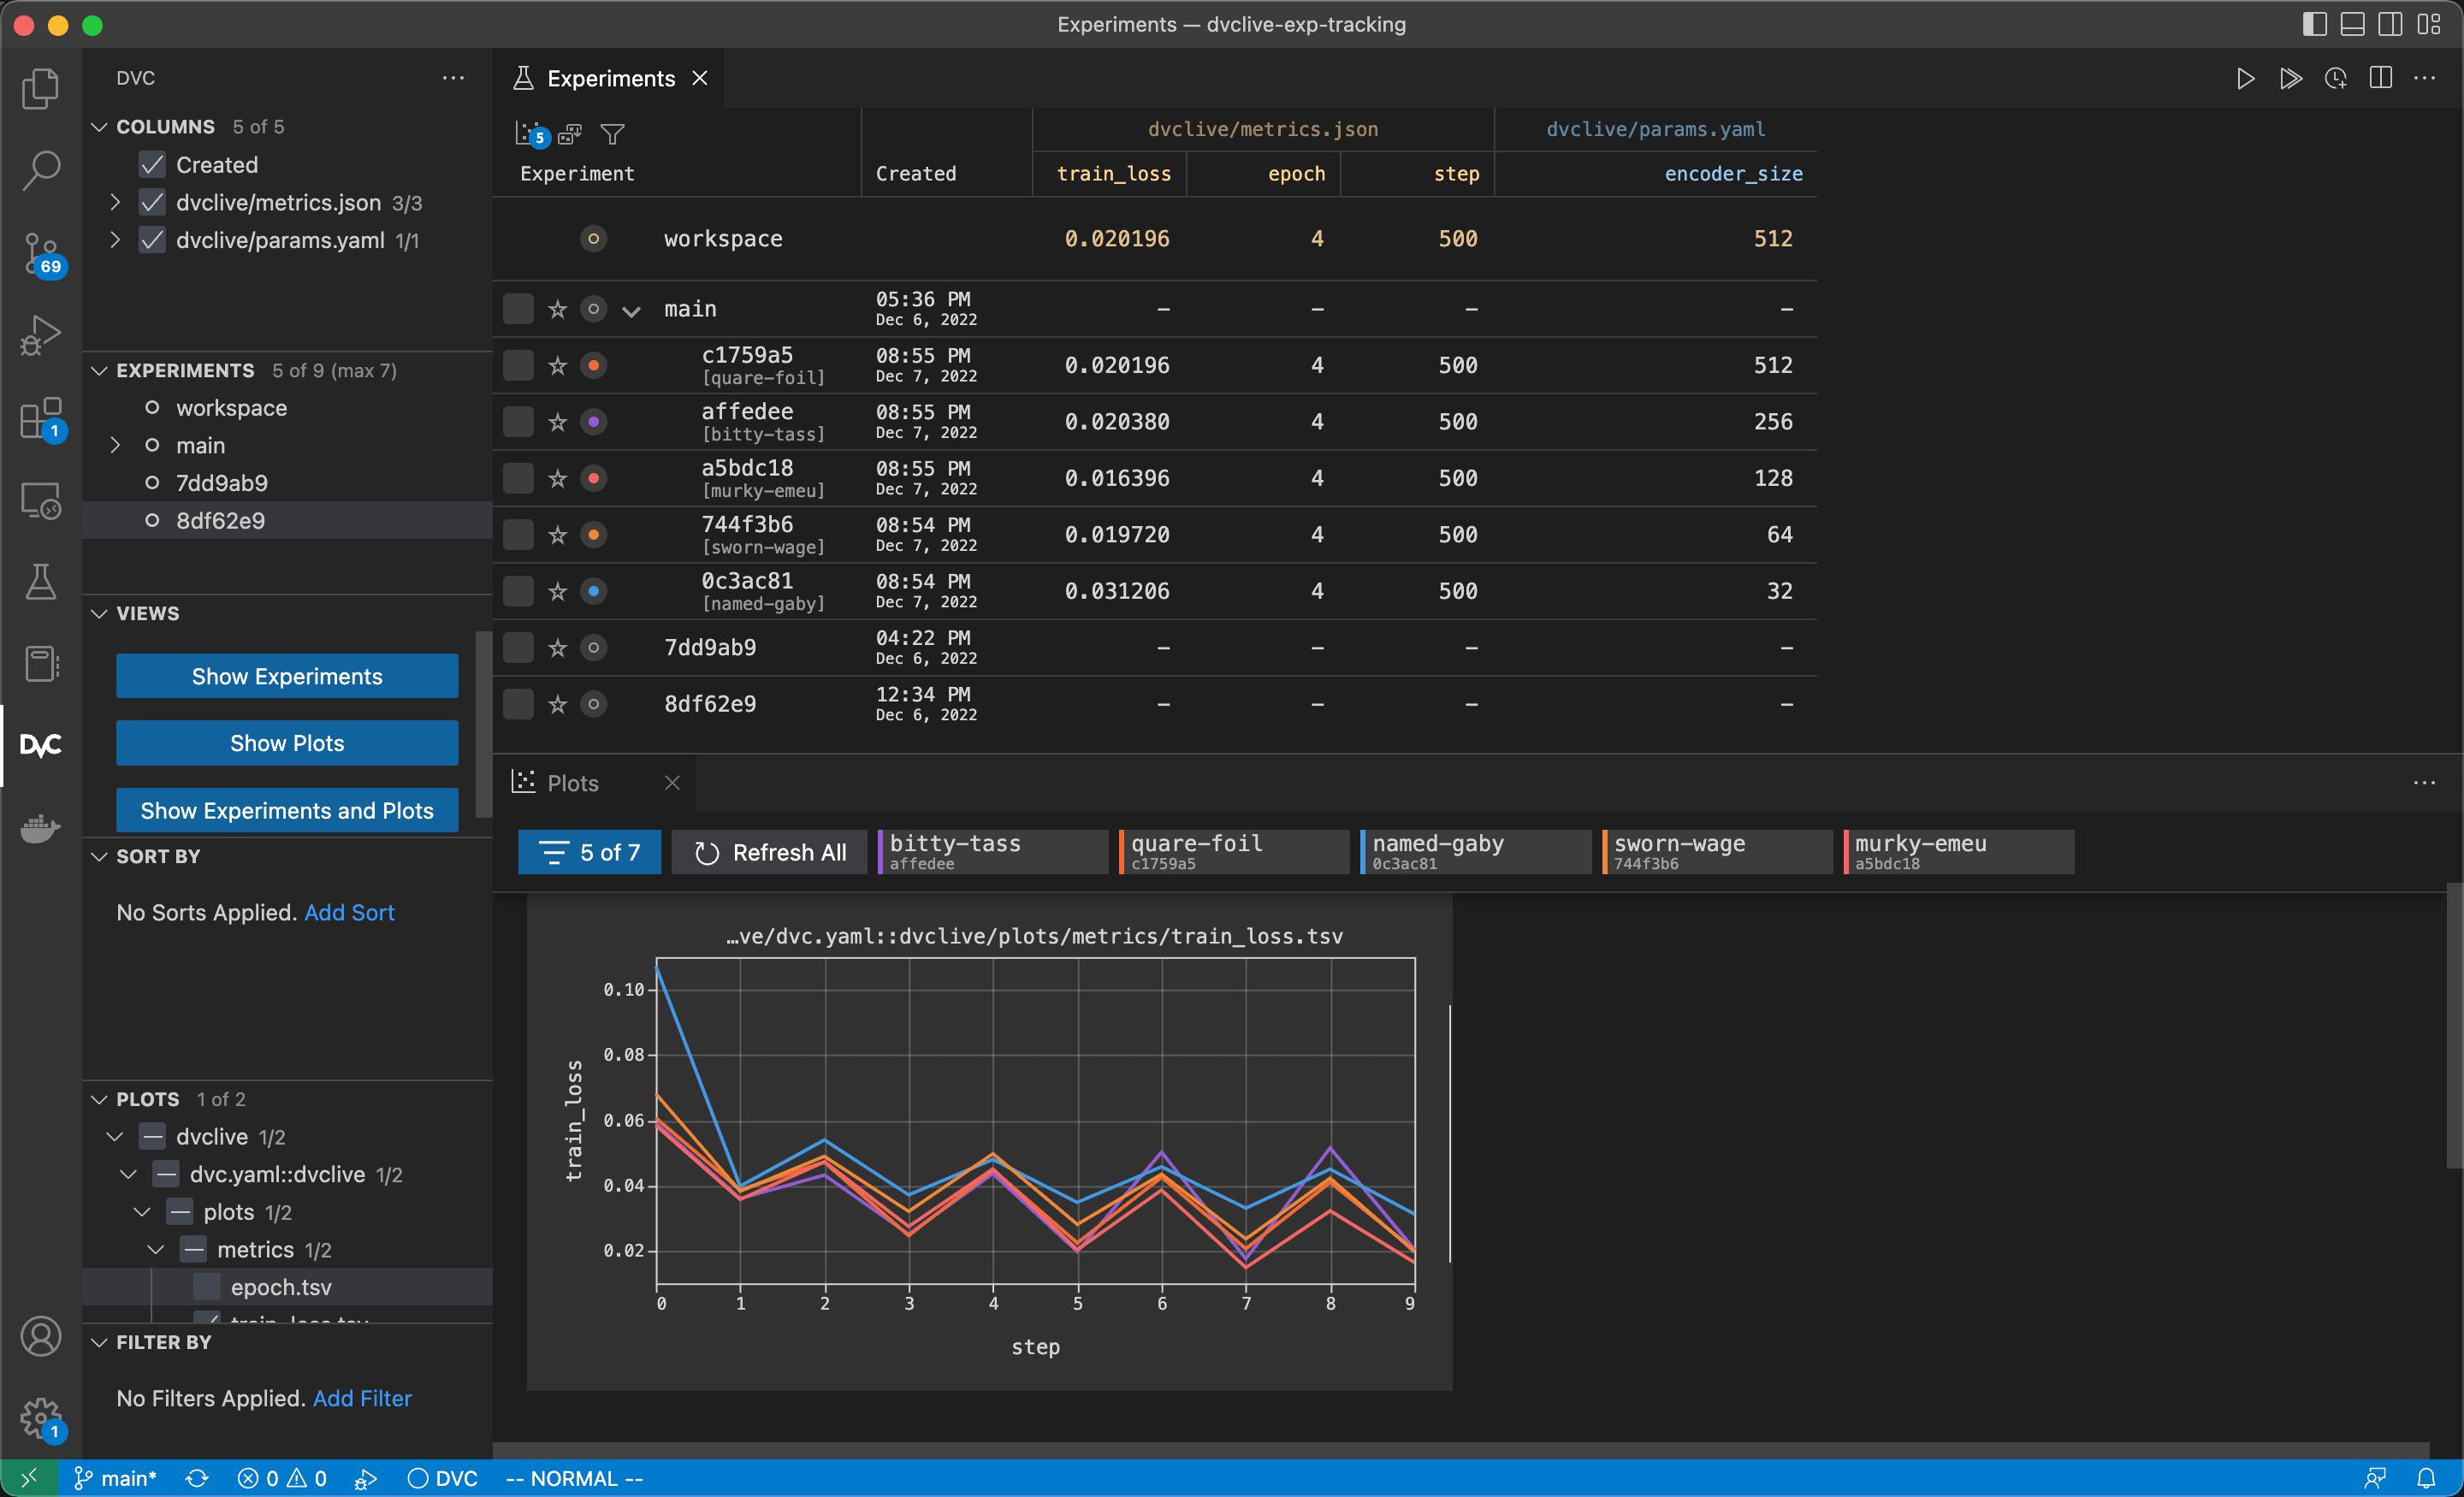 Experiments — dvclive-exp-tracking
DVC
COLUMNS 5 of 5
Created
dvclive/metrics.json 3/3
dvclive/params.yaml 1/1
69
EXPERIMENTS 5 of 9 (max 7)
workspace
main
1
7dd9ab9
8df62e9
VIEWS
Show Experiments
Show Plots
Show Experiments and Plots
DVC
SORT BY
No Sorts Applied. Add Sort
PLOTS 1 of 2
dvclive 1/2
dvc.yaml::dvclive 1/2
plots 1/2
metrics 1/2
epoch.tsv
train_loss.tsv
FILTER BY
No Filters Applied. Add Filter
1
Experiments
5
dvclive/metrics.json dvclive/params.yaml
Experiment Created train_loss epoch step encoder_size
workspace 0.020196 4 500 512
main 05:36 PM – – – –
Dec 6, 2022
c1759a5 08:55 PM 0.020196 4 500 512
[quare-foil] Dec 7, 2022
affedee 08:55 PM 0.020380 4 500 256
[bitty-tass] Dec 7, 2022
a5bdc18 08:55 PM 0.016396 4 500 128
[murky-emeu] Dec 7, 2022
744f3b6 08:54 PM 0.019720 4 500 64
[sworn-wage] Dec 7, 2022
0c3ac81 08:54 PM 0.031206 4 500 32
[named-gaby] Dec 7, 2022
7dd9ab9 04:22 PM – – – –
Dec 6, 2022
8df62e9 12:34 PM – – – –
Dec 6, 2022
Plots
5 of 7 Refresh All
bitty-tass quare-foil named-gaby sworn-wage murky-emeu
affedee c1759a5 0c3ac81 744f3b6 a5bdc18
…ve/dvc.yaml::dvclive/plots/metrics/train_loss.tsv
train_loss
0.10
0.08
0.06
0.04
0.02
0 1 2 3 4 5 6 7 8 9
step
main* 0 0 DVC -- NORMAL --